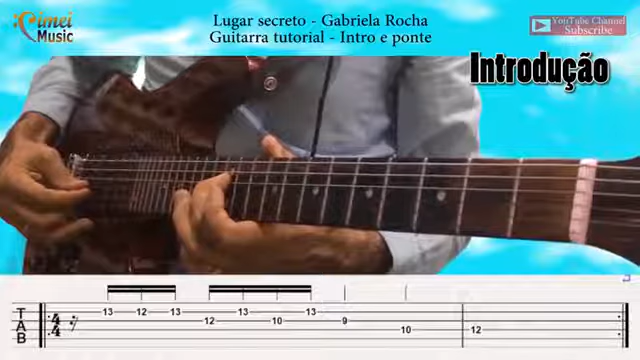 Cimei
Music
Lugar secreto - Gabriela Rocha
Guitarra tutorial - Intro e ponte
YouTube Channel
Subscribe
Introdução
T
A
B
4
4
13 12 13 12 13 10 13 9 10 12